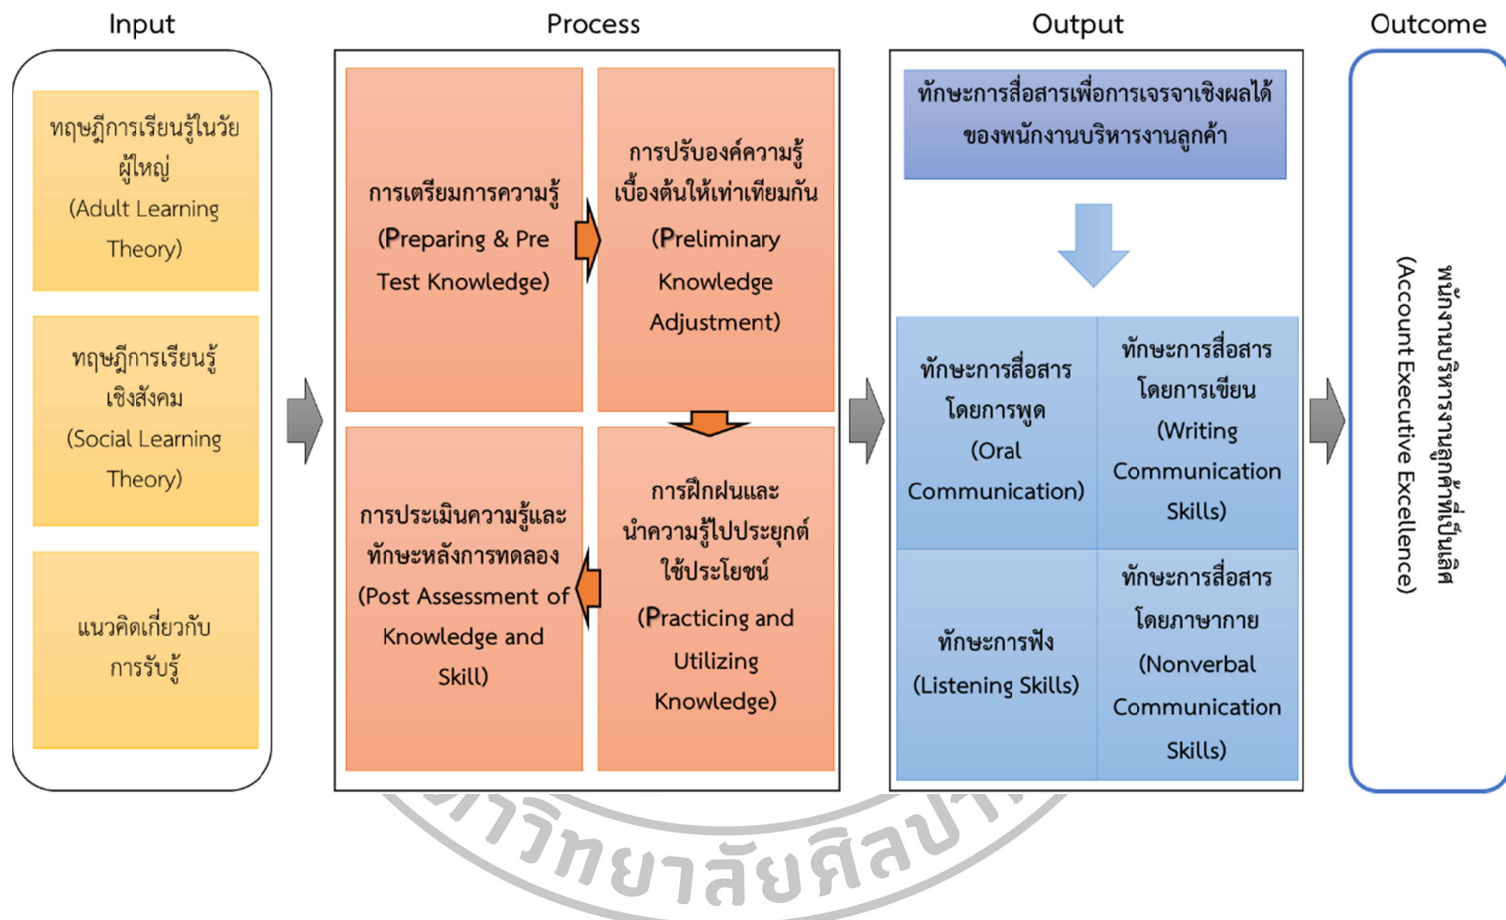 Input
ทฤษฎีการเรียนรู้ในวัย
ผู้ใหญ่
(Adult Learning
Theory)
ทฤษฎีการเรียนรู้
เชิงสังคม
(Social Learning
Theory)
แนวคิดเกี่ยวกับ
การรับรู้
Process
การเตรียมการความรู้
(Preparing & Pre
Test Knowledge)
การปรับองค์ความรู้
เบื้องต้นให้เท่าเทียมกัน
(Preliminary
Knowledge
Adjustment)
การฝึกฝนและ
นำความรู้ไปประยุกต์
ใช้ประโยชน์
(Practicing and
Utilizing
Knowledge)
การประเมินความรู้และ
ทักษะหลังการทดลอง
(Post Assessment of
Knowledge and
Skill)
Output
ทักษะการสื่อสารเพื่อการเจรจาเชิงผลได้
ของพนักงานบริหารงานลูกค้า
ทักษะการสื่อสาร
โดยการพูด
(Oral
Communication)
ทักษะการสื่อสาร
โดยการเขียน
(Writing
Communication
Skills)
ทักษะการฟัง
(Listening Skills)
ทักษะการสื่อสาร
โดยภาษากาย
(Nonverbal
Communication
Skills)
Outcome
พนักงานบริหารงานลูกค้าที่เป็นเลิศ
(Account Executive Excellence)